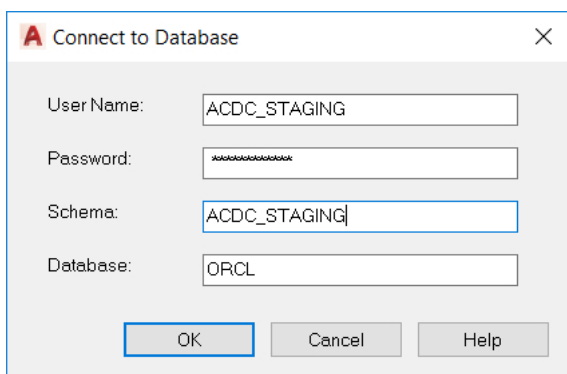 Connect to Database
User Name: ACDC_STAGING
Password: *************
Schema: ACDC_STAGING
Database: ORCL
OK Cancel Help